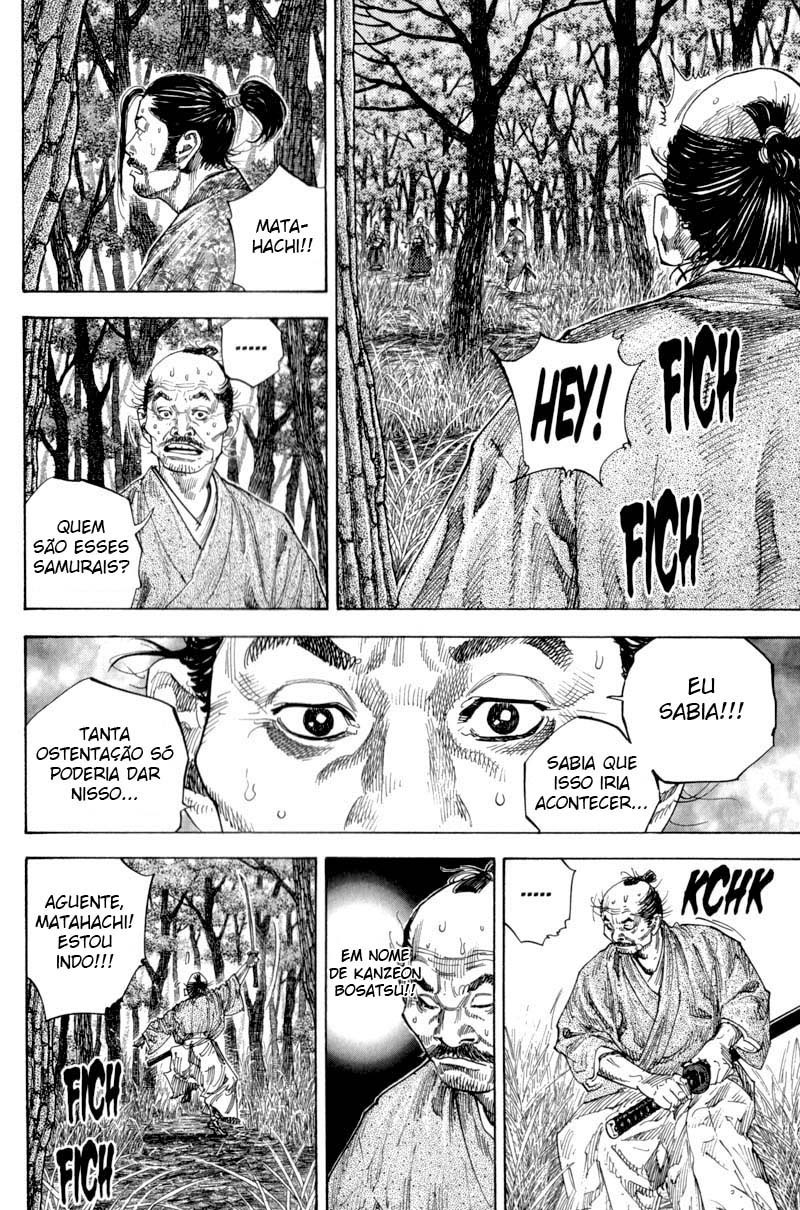 HEY!
FICH
FICH
MATA-
HACHI!!
......
QUEM
SÃO ESSES
SAMURAIS?
EU
SABIA!!!
SABIA QUE
ISSO IRIA
ACONTECER...
TANTA
OSTENTAÇÃO SÓ
PODERIA DAR
NISSO...
KCHK
.....
EM NOME
DE KANZEON
BOSATSU!!
AGUENTE,
MATAHACHI!
ESTOU
INDO!!!
FICH
FICH